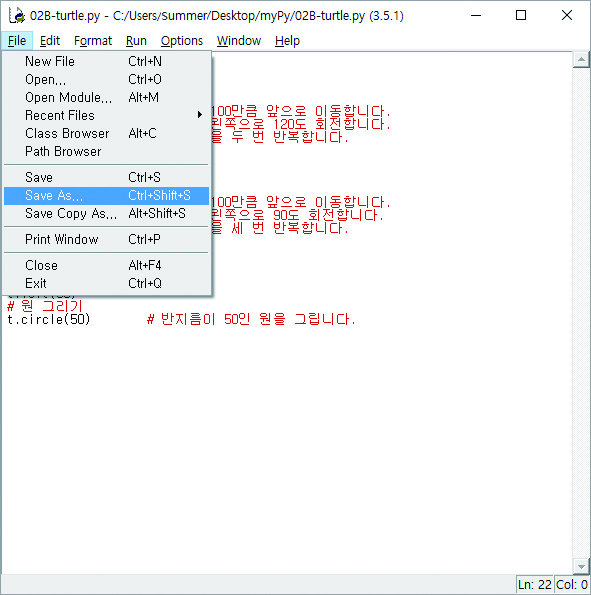 02B-turtle.py - C:/Users/summer/Desktop/myPy/02B-turtle.py (3.5.1)
File Edit Format Run Options Window Help
New File Ctrl+N
Open... Ctrl+O
Open Module... Alt+M
Recent Files
Class Browser Alt+C
Path Browser
Save Ctrl+S
Save As... Ctrl+Shift+S
Save Copy As... Alt+Shift+S
Print Window Ctrl+P
Close Alt+F4
Exit Ctrl+Q
100만큼 앞으로 이동합니다.
왼쪽으로 120도 회전합니다.
을 두 번 반복합니다.
100만큼 앞으로 이동합니다.
왼쪽으로 90도 회전합니다.
을 세 번 반복합니다.
# 원 그리기
t.circle(50) # 반지름이 50인 원을 그립니다.
Ln: 22 Col: 0